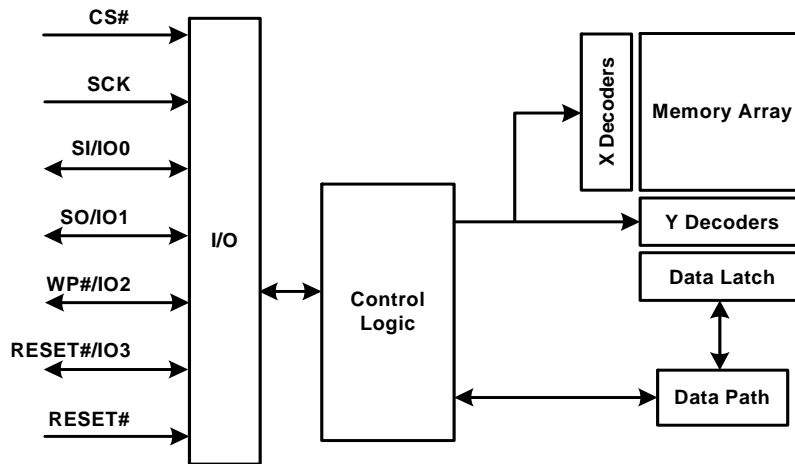 CS#
SCK
SI/IO0
SO/IO1
WP#/IO2
RESET#/IO3
RESET#
I/O
Control
Logic
X Decoders
Memory Array
Y Decoders
Data Latch
Data Path